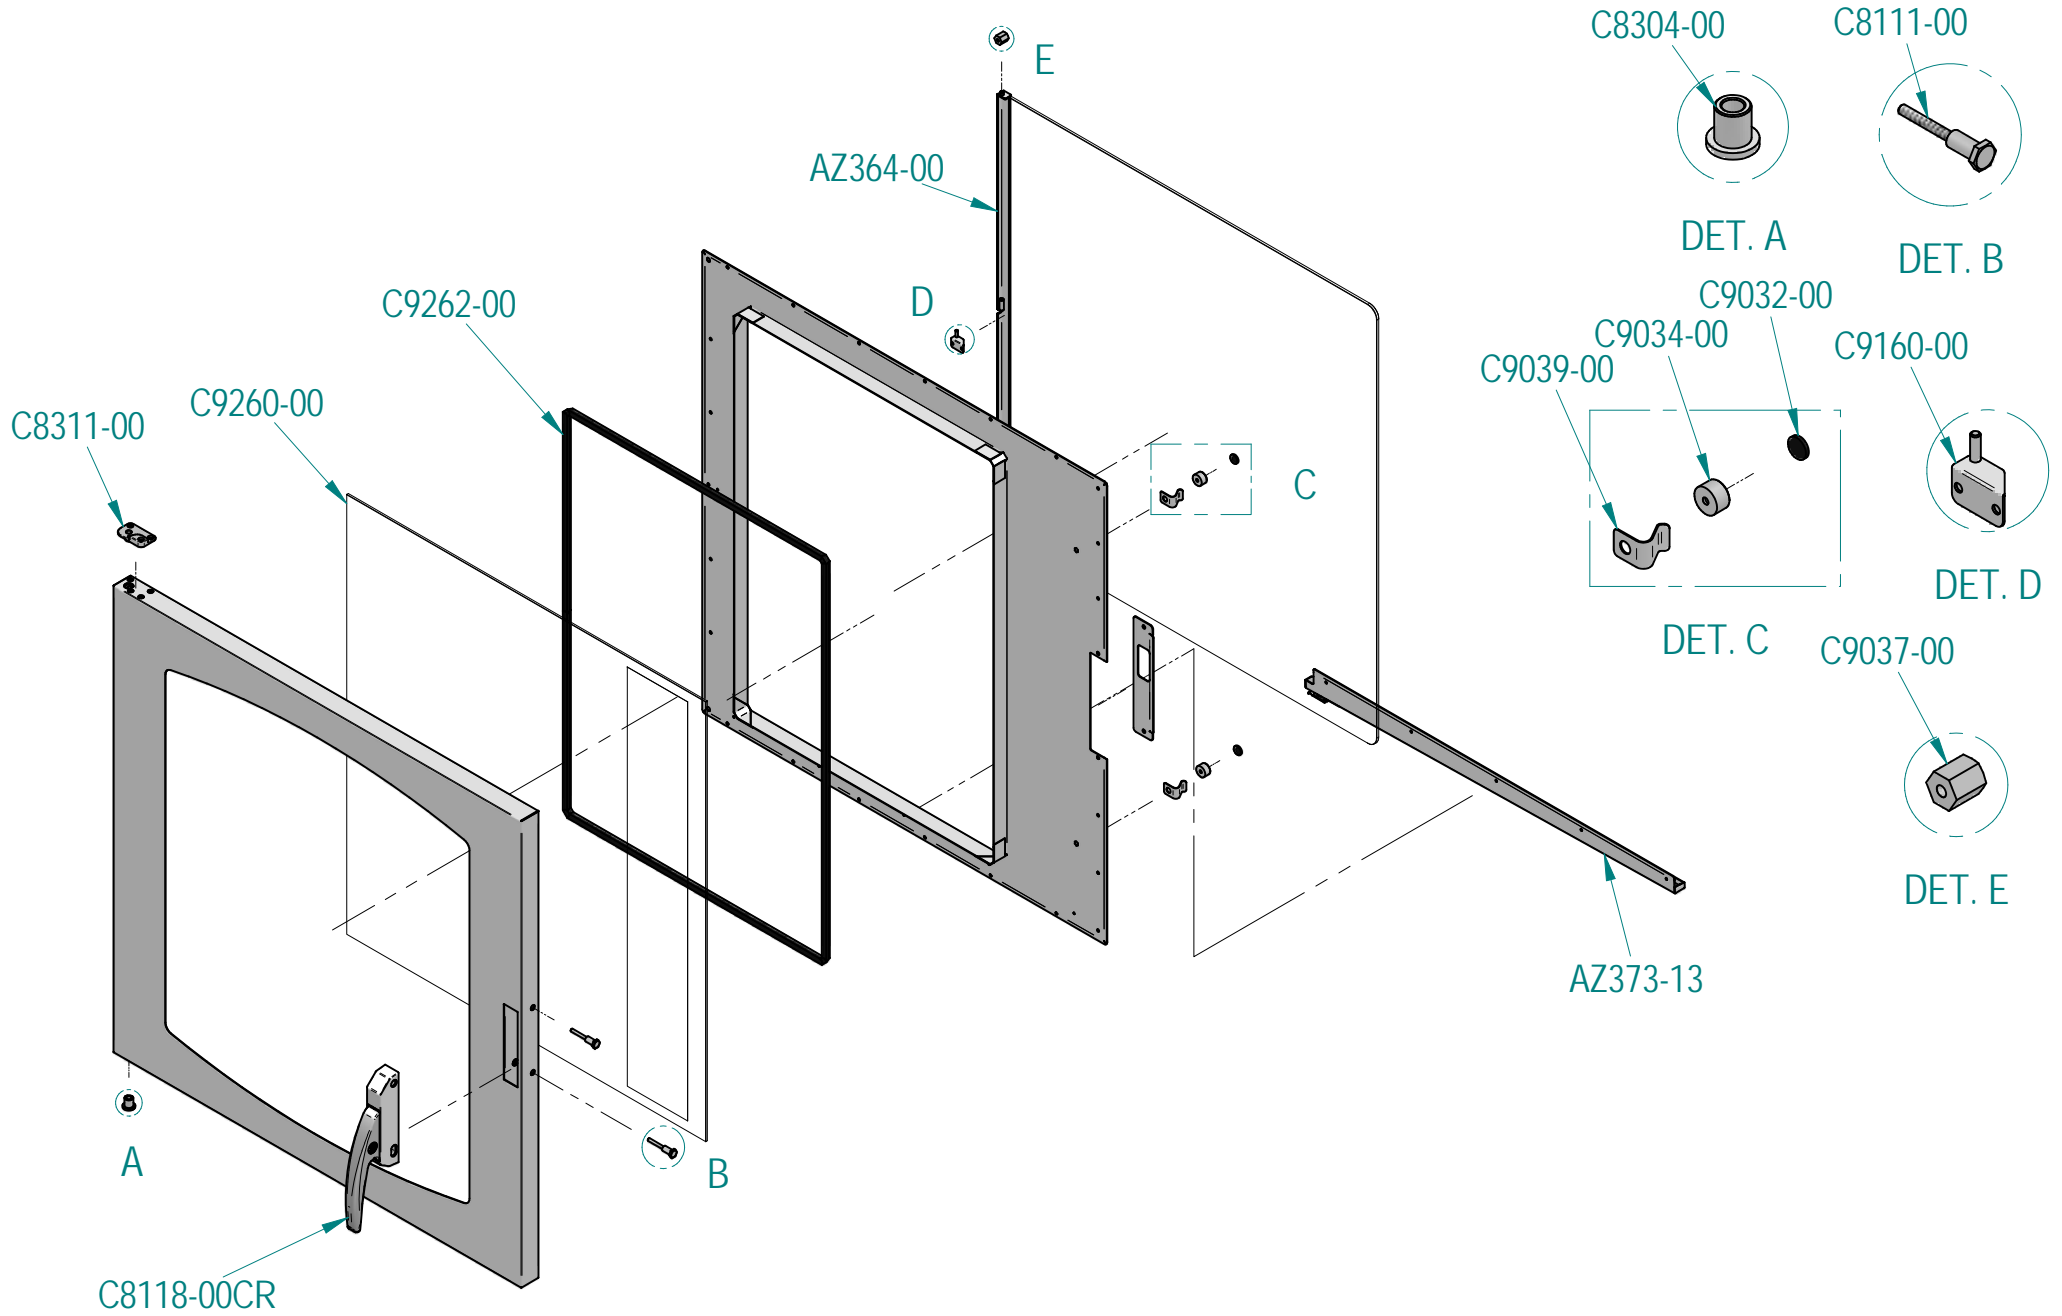 C8304-00
C8111-00
E
AZ364-00
DET. A
DET. B
C9262-00
D
C9032-00
C9034-00
C9160-00
C9039-00
C9260-00
C8311-00
C
DET. D
DET. C
C9037-00
DET. E
AZ373-13
A
B
C8118-00CR